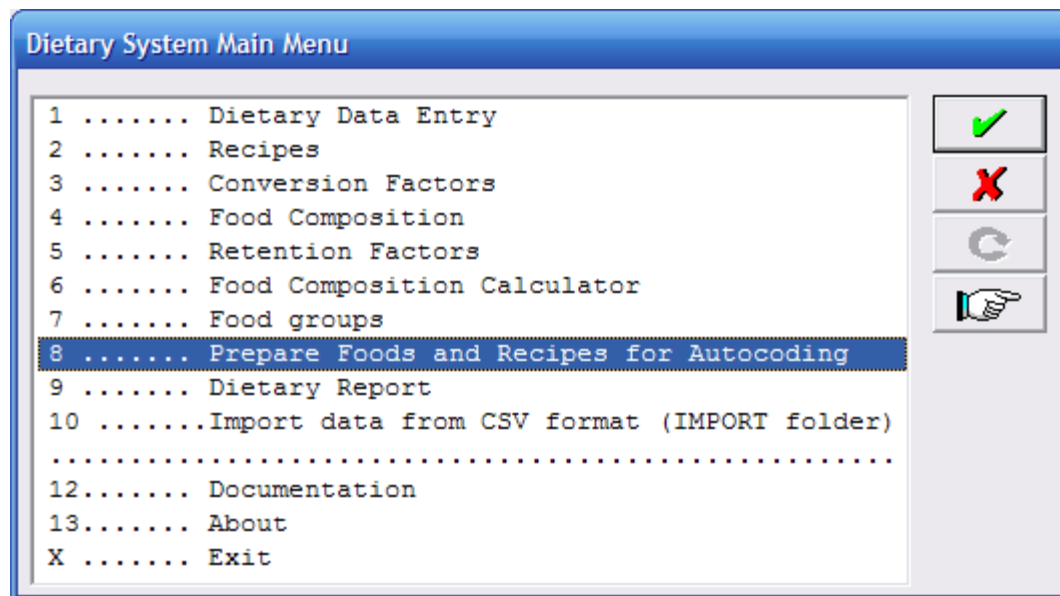 Dietary System Main Menu
1 ....... Dietary Data Entry
2 ....... Recipes
3 ....... Conversion Factors
4 ....... Food Composition
5 ....... Retention Factors
6 ....... Food Composition Calculator
7 ....... Food groups
8 ....... Prepare Foods and Recipes for Autocoding
9 ....... Dietary Report
10 .......Import data from CSV format (IMPORT folder)
..................................................
12....... Documentation
13....... About
X ....... Exit